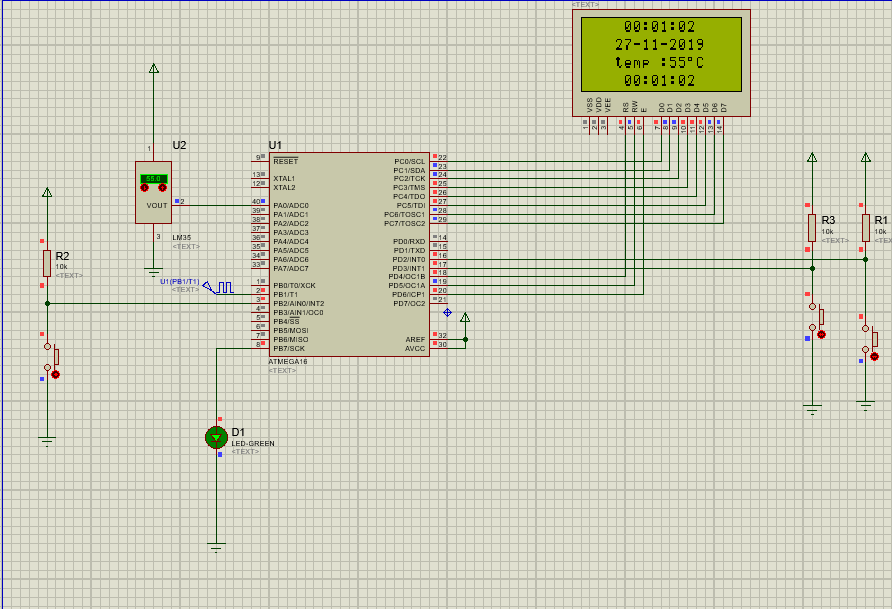 <TEXT>
00:01:02
27-11-2019
temp :55°C
00:01:02
VSS
VDD
VEE
RS
RW
E
D0
D1
D2
D3
D4
D5
D6
D7
1
2
3
4
5
6
7
8
9
10
11
12
13
14
U2
1
55.0
VOUT
2
3
LM35
<TEXT>
R2
10k
<TEXT>
U1(PB1/T1)
<TEXT>
U1
9
RESET
13
XTAL1
12
XTAL2
40
PA0/ADC0
39
PA1/ADC1
38
PA2/ADC2
37
PA3/ADC3
36
PA4/ADC4
35
PA5/ADC5
34
PA6/ADC6
33
PA7/ADC7
1
PB0/T0/XCK
2
PB1/T1
3
PB2/AIN0/INT2
4
PB3/AIN1/OC0
5
PB4/SS
6
PB5/MOSI
7
PB6/MISO
8
PB7/SCK
PC0/SCL
22
PC1/SDA
23
PC2/TCK
24
PC3/TMS
25
PC4/TDO
26
PC5/TDI
27
PC6/TOSC1
28
PC7/TOSC2
29
PD0/RXD
14
PD1/TXD
15
PD2/INT0
16
PD3/INT1
17
PD4/OC1B
18
PD5/OC1A
19
PD6/ICP1
20
PD7/OC2
21
AREF
32
AVCC
30
ATMEGA16
<TEXT>
D1
LED-GREEN
<TEXT>
R3
10k
<TEXT>
R1
10k
<TEX